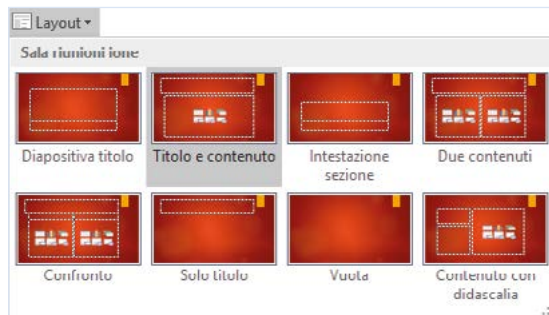 Layout
Sala riunioni ione
Diapositiva titolo
Titolo e contenuto
Intestazione
sezione
Due contenuti
Confronto
Solo titolo
Vuota
Contenuto con
didascalia